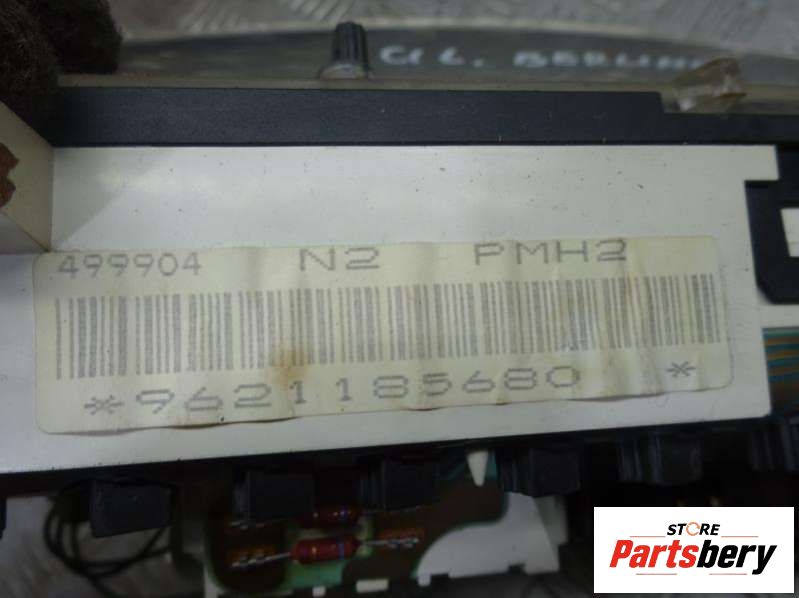 499904 N2 PMH2
*9621185680 *
STORE
Partsbery